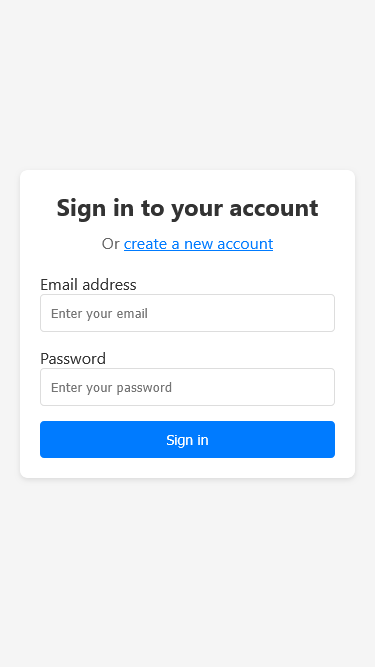 Sign in to your account
Or create a new account
Email address
Enter your email
Password
Enter your password
Sign in